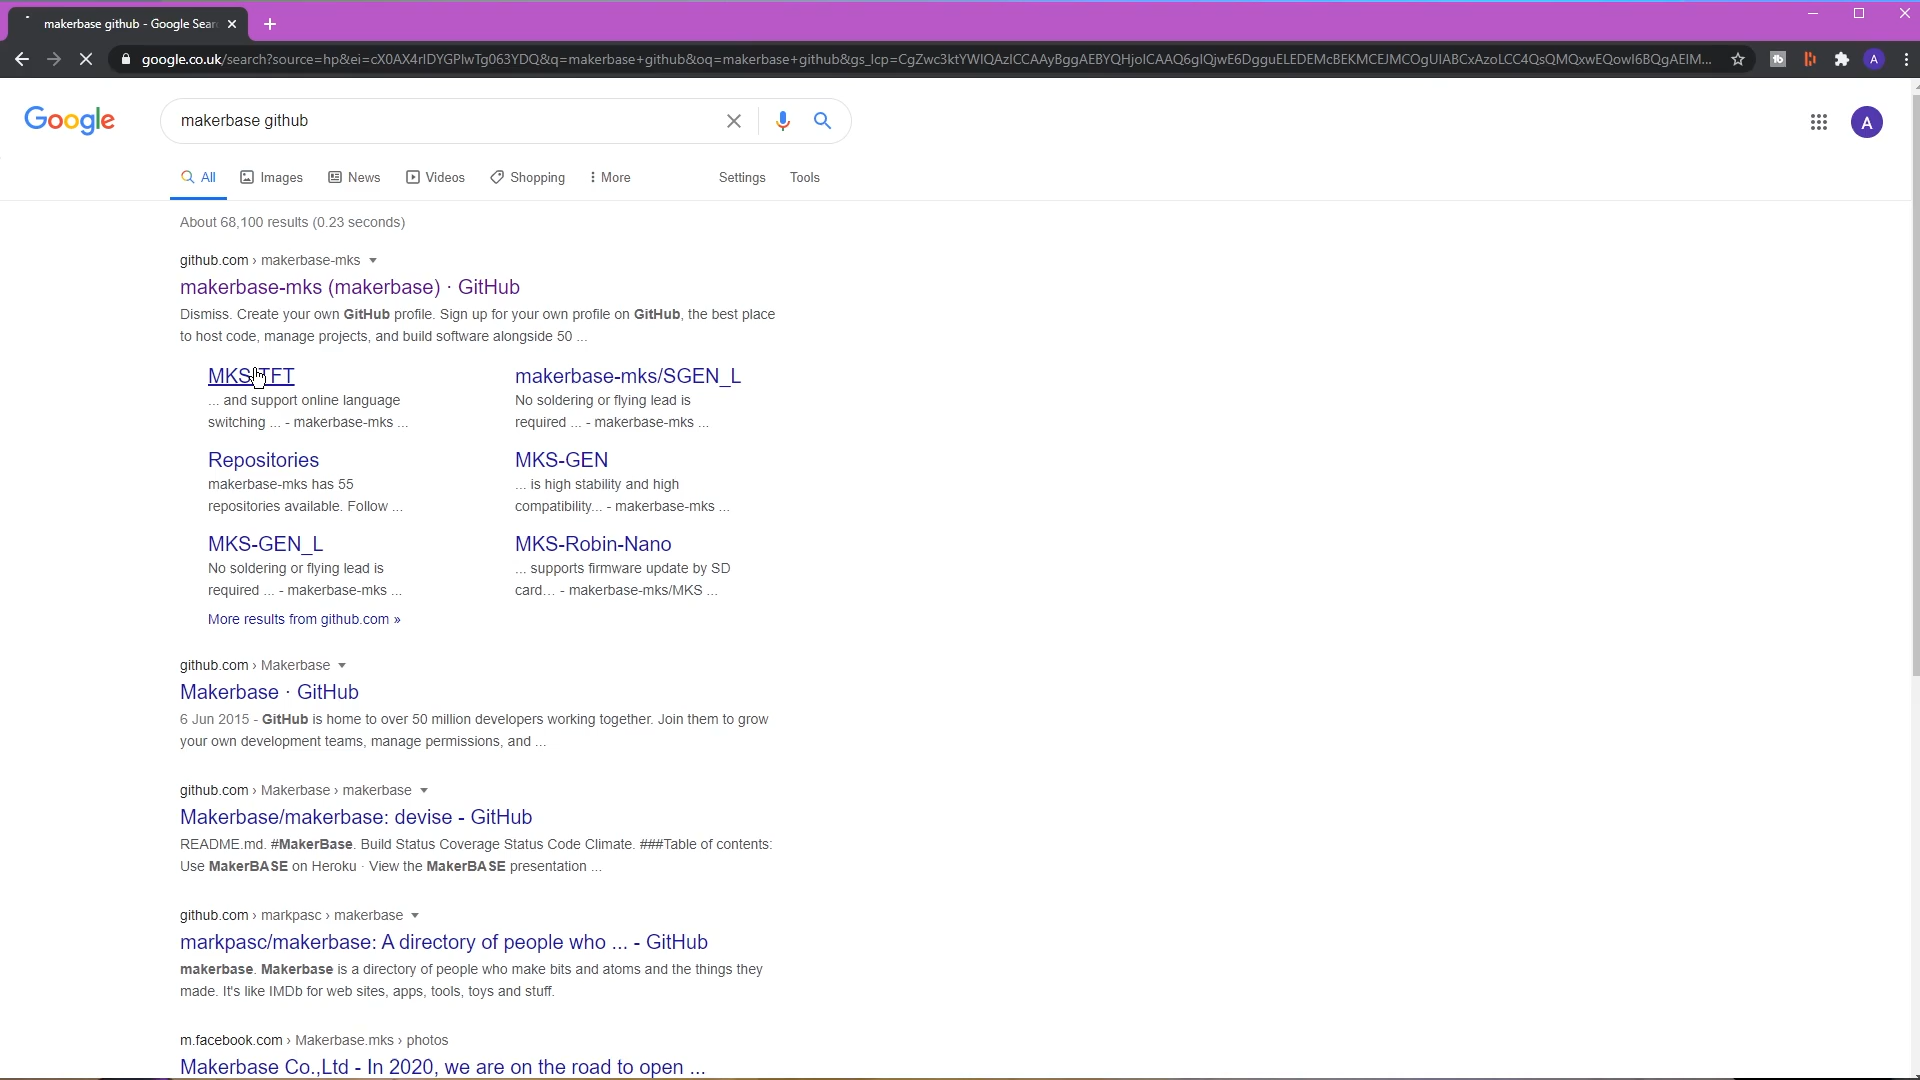 makerbase github - Google Sear
google.co.uk/search?source=hp&ei=cX0AX4rIDYGPlwTg063YDQ&q=makerbase+github&oq=makerbase+github&gs_lcp=
A
Google
makerbase github
A
All
Images
News
Videos
Shopping
More
Settings
Tools
About 68,100 results (0.23 seconds)
github.com › makerbase-mks
makerbase-mks (makerbase) · GitHub
Dismiss. Create your own GitHub profile. Sign up for your own profile on GitHub, the best place
to host code, manage projects, and build software alongside 50 ...
MKS-TFT
... and support online language
switching ... - makerbase-mks ...
makerbase-mks/SGEN_L
No soldering or flying lead is
required ... - makerbase-mks ...
Repositories
makerbase-mks has 55
repositories available. Follow ...
MKS-GEN
... is high stability and high
compatibility... - makerbase-mks ...
MKS-GEN_L
No soldering or flying lead is
required ... - makerbase-mks ...
MKS-Robin-Nano
... supports firmware update by SD
card... - makerbase-mks/MKS ...
More results from github.com »
github.com › Makerbase
Makerbase · GitHub
6 Jun 2015 - GitHub is home to over 50 million developers working together. Join them to grow
your own development teams, manage permissions, and ...
github.com › Makerbase › makerbase
Makerbase/makerbase: devise - GitHub
README.md. #MakerBase. Build Status Coverage Status Code Climate. ###Table of contents:
Use MakerBASE on Heroku · View the MakerBASE presentation ...
github.com › markpasc › makerbase
markpasc/makerbase: A directory of people who ... - GitHub
makerbase. Makerbase is a directory of people who make bits and atoms and the things they
made. It's like IMDb for web sites, apps, tools, toys and stuff.
m.facebook.com › Makerbase.mks › photos
Makerbase Co.,Ltd - In 2020, we are on the road to open ...